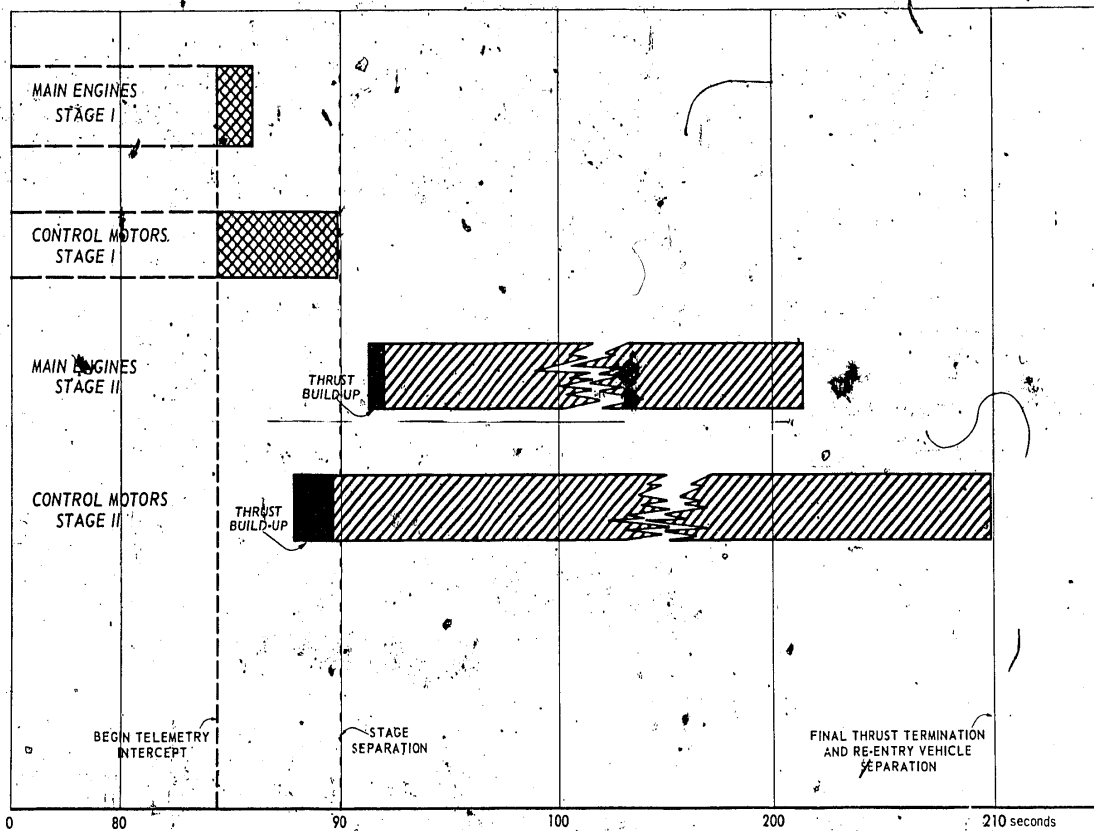 MAIN ENGINES
STAGE I
CONTROL MOTORS.
STAGE I
MAIN ENGINES
STAGE II
THRUST
BUILD-UP
CONTROL MOTORS
STAGE II
THRUST
BUILD-UP
BEGIN TELEMETRY
INTERCEPT
STAGE
SEPARATION
FINAL THRUST TERMINATION
AND RE-ENTRY VEHICLE
SEPARATION
0 80 90 100 200 210 seconds